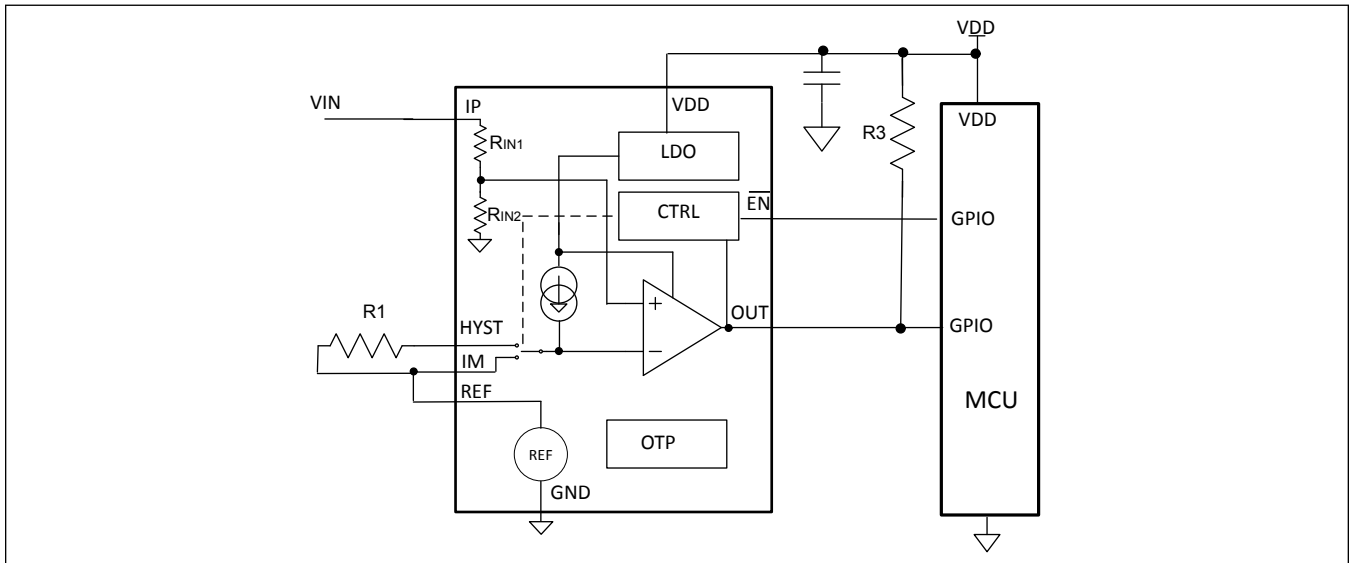 VDD
VIN
IP
VDD
VDD
RIN1
LDO
R3
RIN2
CTRL
EN
GPIO
R1
HYST
+
OUT
GPIO
IM
−
REF
MCU
OTP
REF
GND